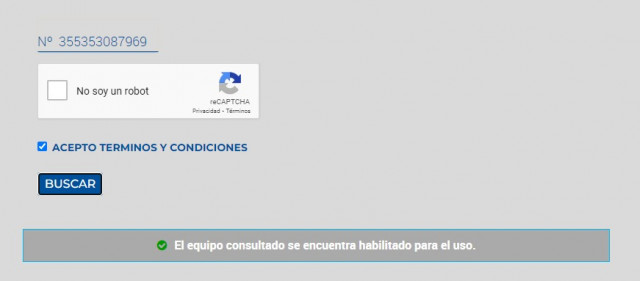 Nº 355353087969
No soy un robot
reCAPTCHA
Privacidad - Términos
ACEPTO TERMINOS Y CONDICIONES
BUSCAR
El equipo consultado se encuentra habilitado para el uso.